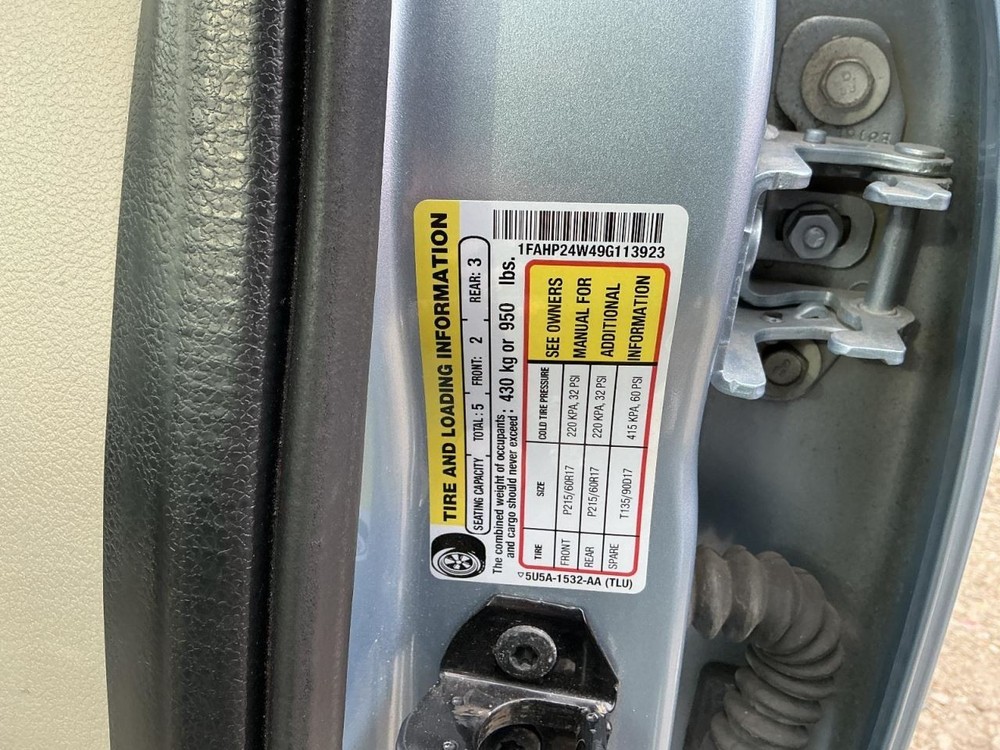 TIRE AND LOADING INFORMATION
SEATING CAPACITY TOTAL : 5 FRONT: 2 REAR: 3
The combined weight of occupants
and cargo should never exceed : 430 kg or 950 lbs.
1FAHP24W49G113923
TIRE SIZE COLD TIRE PRESSURE
FRONT P215/60R17 220 KPA, 32 PSI
REAR P215/60R17 220 KPA, 32 PSI
SPARE T135/90D17 415 KPA, 60 PSI
SEE OWNERS
MANUAL FOR
ADDITIONAL
INFORMATION
5U5A-1532-AA (TLU)